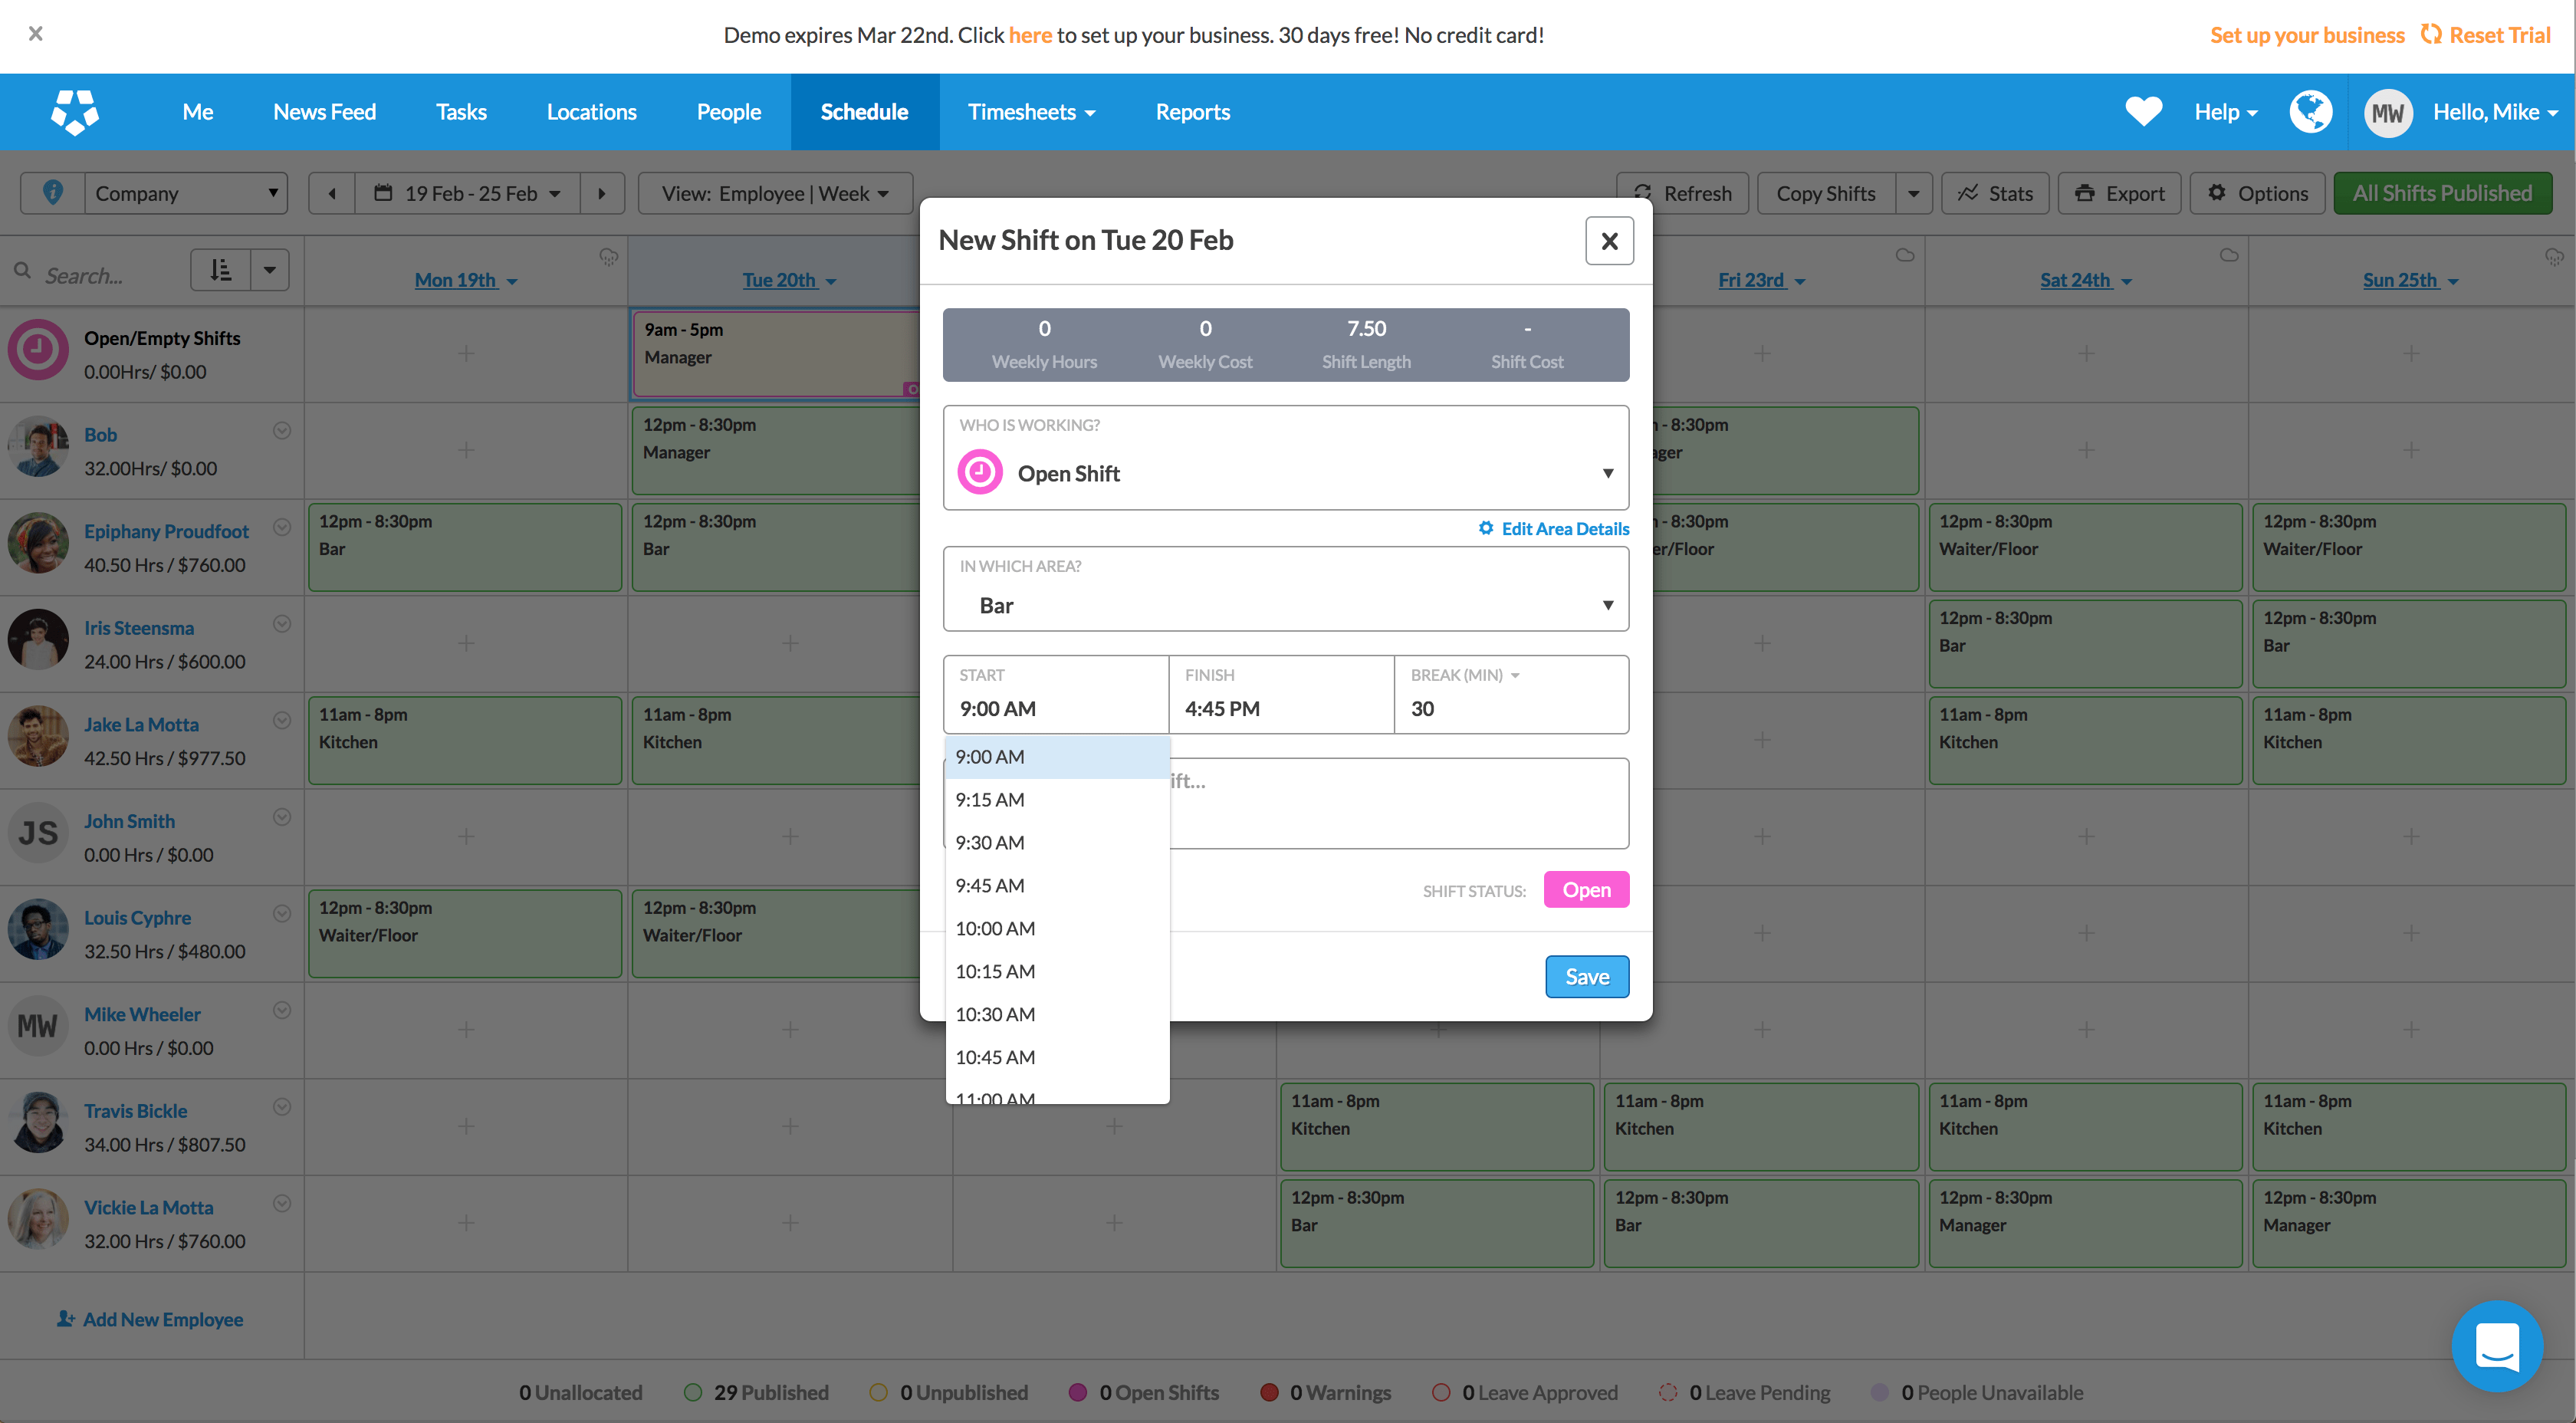 Demo expires Mar 22nd. Click here to set up your business. 30 days free! No credit card!
Set up your business
Reset Trial
Me
News Feed
Tasks
Locations
People
Schedule
Timesheets
Reports
Help
MW
Hello, Mike
Company
19 Feb - 25 Feb
View: Employee | Week
Refresh
Copy Shifts
Stats
Export
Options
All Shifts Published
Search...
Mon 19th
Tue 20th
Fri 23rd
Sat 24th
Sun 25th
Open/Empty Shifts
0.00Hrs/ $0.00
9am - 5pm
Manager
Bob
32.00Hrs/ $0.00
12pm - 8:30pm
Manager
- 8:30pm
Epiphany Proudfoot
40.50 Hrs / $760.00
12pm - 8:30pm
Bar
12pm - 8:30pm
Bar
- 8:30pm
/Floor
12pm - 8:30pm
Waiter/Floor
12pm - 8:30pm
Waiter/Floor
Iris Steensma
24.00 Hrs / $600.00
12pm - 8:30pm
Bar
12pm - 8:30pm
Bar
Jake La Motta
42.50 Hrs / $977.50
11am - 8pm
Kitchen
11am - 8pm
Kitchen
11am - 8pm
Kitchen
11am - 8pm
Kitchen
JS
John Smith
0.00 Hrs / $0.00
Louis Cyphre
32.50 Hrs / $480.00
12pm - 8:30pm
Waiter/Floor
12pm - 8:30pm
Waiter/Floor
MW
Mike Wheeler
0.00 Hrs / $0.00
Travis Bickle
34.00 Hrs / $807.50
11am - 8pm
Kitchen
11am - 8pm
Kitchen
11am - 8pm
Kitchen
11am - 8pm
Kitchen
Vickie La Motta
32.00 Hrs / $760.00
12pm - 8:30pm
Bar
12pm - 8:30pm
Bar
12pm - 8:30pm
Manager
12pm - 8:30pm
Manager
Add New Employee
New Shift on Tue 20 Feb
0
Weekly Hours
0
Weekly Cost
7.50
Shift Length
-
Shift Cost
WHO IS WORKING?
Open Shift
Edit Area Details
IN WHICH AREA?
Bar
START
9:00 AM
FINISH
4:45 PM
BREAK (MIN)
30
9:00 AM
9:15 AM
9:30 AM
9:45 AM
10:00 AM
10:15 AM
10:30 AM
10:45 AM
11:00 AM
ift...
SHIFT STATUS:
Open
Save
0 Unallocated
29 Published
0 Unpublished
0 Open Shifts
0 Warnings
0 Leave Approved
0 Leave Pending
0 People Unavailable